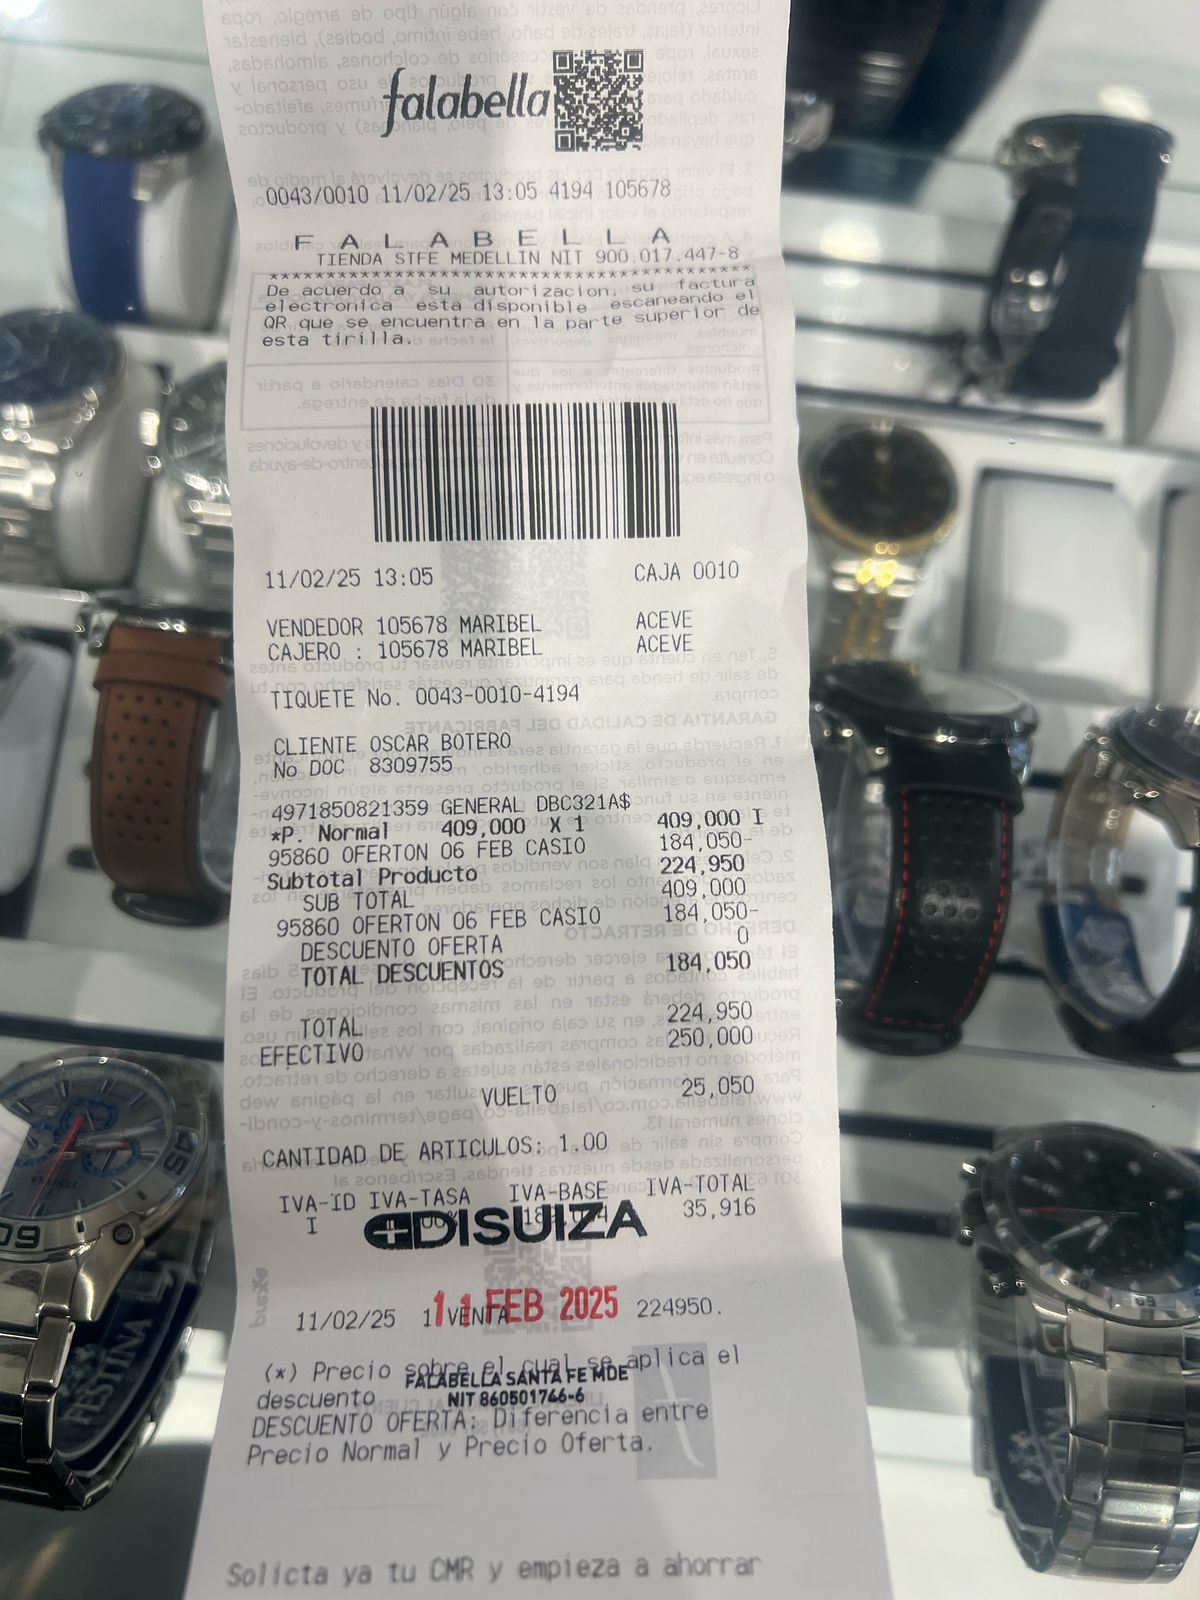 falabella
0043/0010 11/02/25 13:05 4194 105678
F A L A B E L L A
TIENDA STFE MEDELLIN NIT 900.017.447-8
******************************************
De acuerdo a su autorizacion, su factura
electronica esta disponible escaneando el
QR que se encuentra en la parte superior de
esta tirilla.
11/02/25 13:05 CAJA 0010
VENDEDOR 105678 MARIBEL ACEVE
CAJERO : 105678 MARIBEL ACEVE
TIQUETE No. 0043-0010-4194
CLIENTE OSCAR BOTERO
No DOC 8309755
4971850821359 GENERAL DBC321A$
*P. Normal 409,000 X 1 409,000 I
95860 OFERTON 06 FEB CASIO 184,050-
Subtotal Producto 224,950
SUB TOTAL 409,000
95860 OFERTON 06 FEB CASIO 184,050-
DESCUENTO OFERTA 0
TOTAL DESCUENTOS 184,050
TOTAL 224,950
EFECTIVO 250,000
VUELTO 25,050
CANTIDAD DE ARTICULOS: 1.00
IVA-ID IVA-TASA IVA-BASE IVA-TOTAL
I 35,916
DISUIZA
11/02/25 1 VENTA 224950.
11 FEB 2025
(*) Precio sobre el cual se aplica el
FALABELLA SANTA FE MDE
descuento
NIT 860501746-6
DESCUENTO OFERTA: Diferencia entre
Precio Normal y Precio Oferta.
Solicta ya tu CMR y empieza a ahorrar
FESTINA